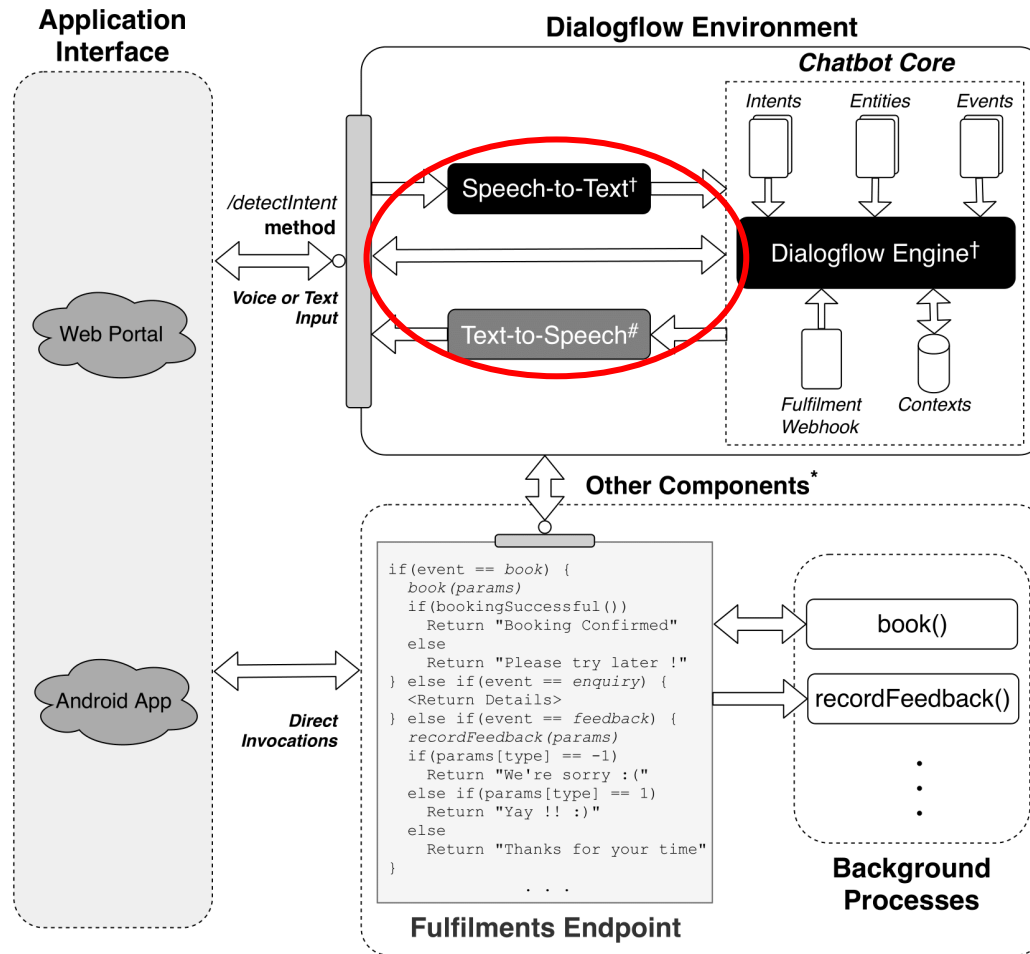 Application
Interface
Dialogflow Environment
Chatbot Core
Intents
Entities
Events
Speech-to-Text†
/detectIntent
method
Dialogflow Engine†
Voice or Text
Input
Web Portal
Text-to-Speech#
Fulfilment
Webhook
Contexts
Other Components*
if(event == book) {
book(params)
if(bookingSuccessful())
Return "Booking Confirmed"
else
Return "Please try later !"
} else if(event == enquiry) {
<Return Details>
} else if(event == feedback) {
recordFeedback(params)
if(params[type] == -1)
Return "We're sorry :("
else if(params[type] == 1)
Return "Yay !! :)"
else
Return "Thanks for your time"
}
. . .
book()
recordFeedback()
Android App
Direct
Invocations
Background
Processes
Fulfilments Endpoint